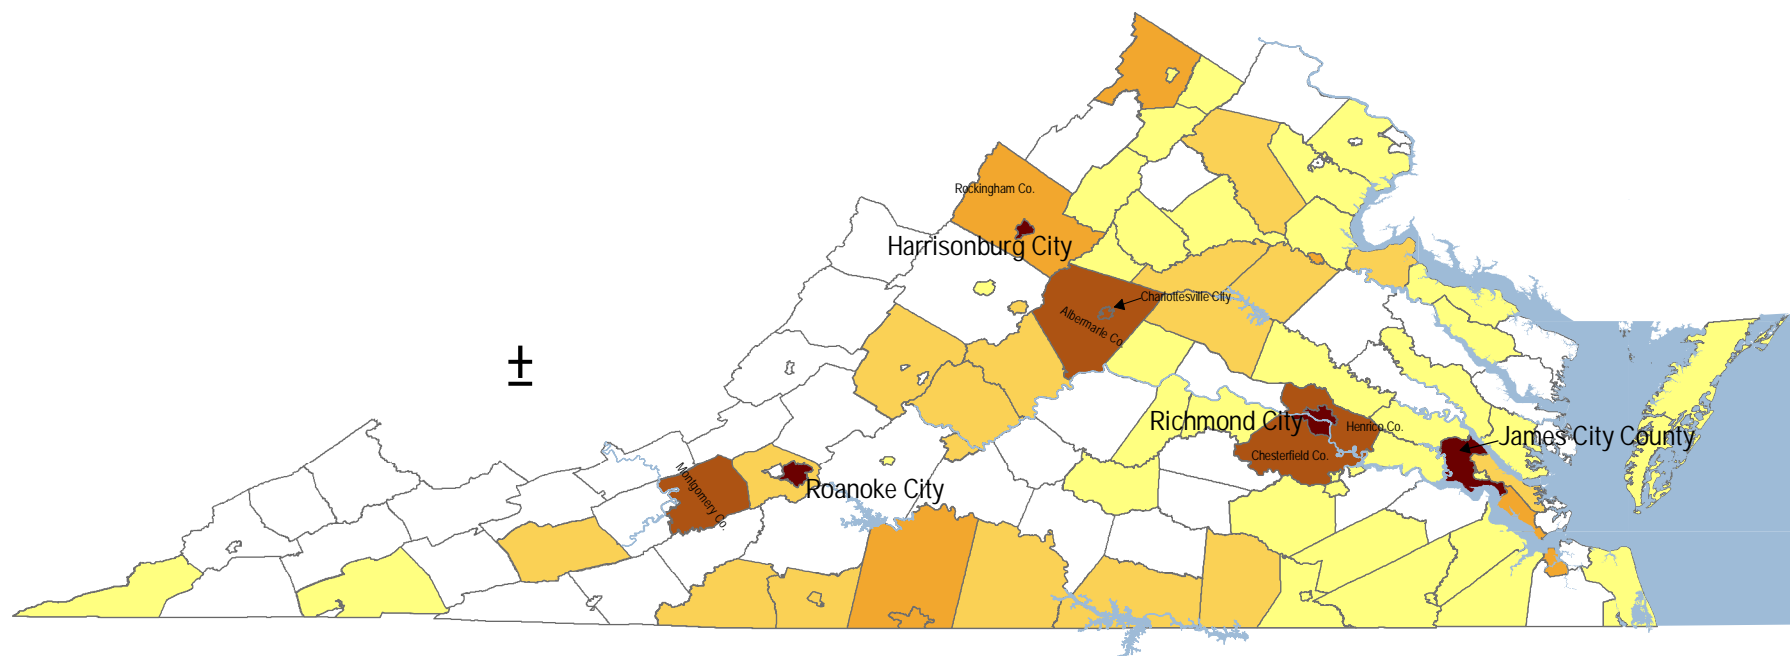 Rockingham Co.
Harrisonburg City
Charlottesville City
Albermarle Co.
±
Richmond City
Henrico Co.
James City County
Chesterfield Co.
Montgomery Co.
Roanoke City